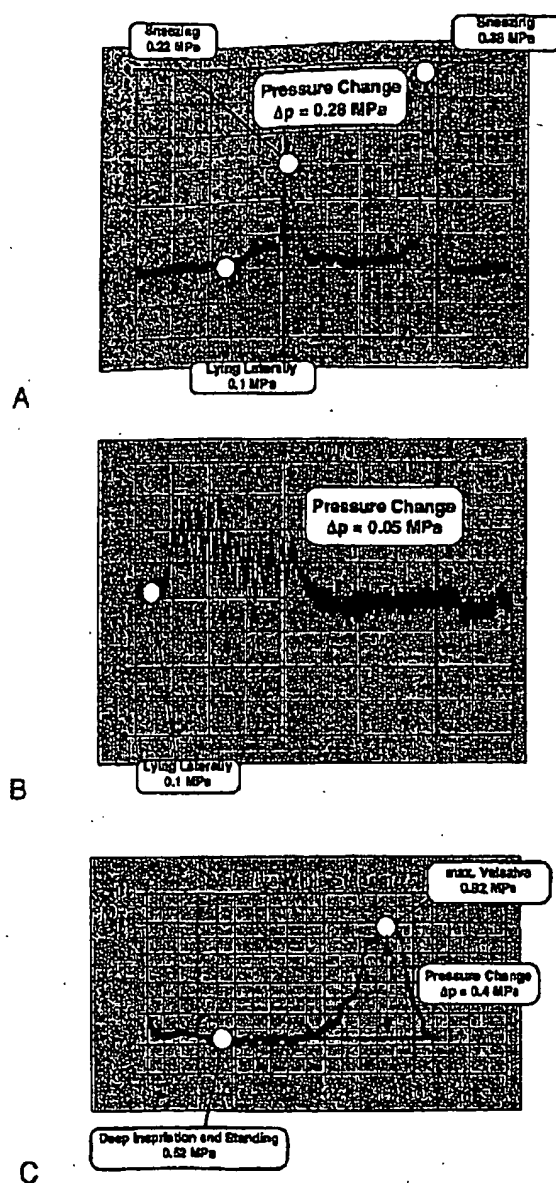 Sneezing
0.22 MPa
Sneezing
0.38 MPa
Pressure Change
Δp = 0.28 MPa
Lying Laterally
0.1 MPa
A
Pressure Change
Δp = 0.05 MPa
Lying Laterally
0.1 MPa
B
max. Valsalva
0.92 MPa
Pressure Change
Δp = 0.4 MPa
Deep Inspriation and Standing
0.52 MPa
C